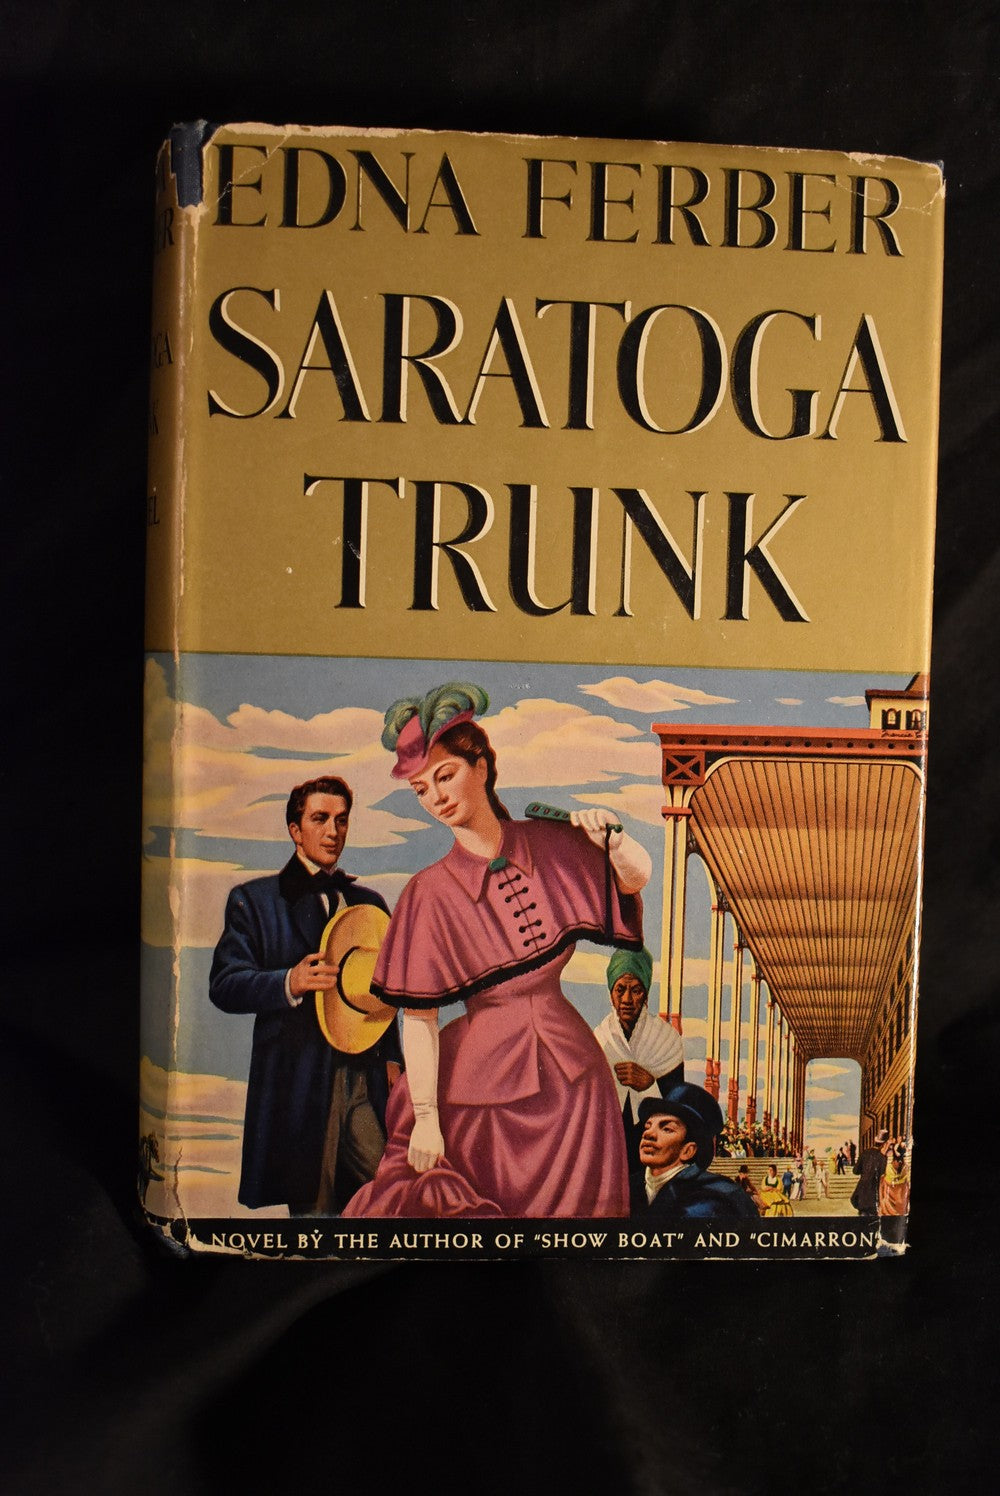 EDNA FERBER
SARATOGA
TRUNK
A NOVEL BY THE AUTHOR OF "SHOW BOAT" AND "CIMARRON"